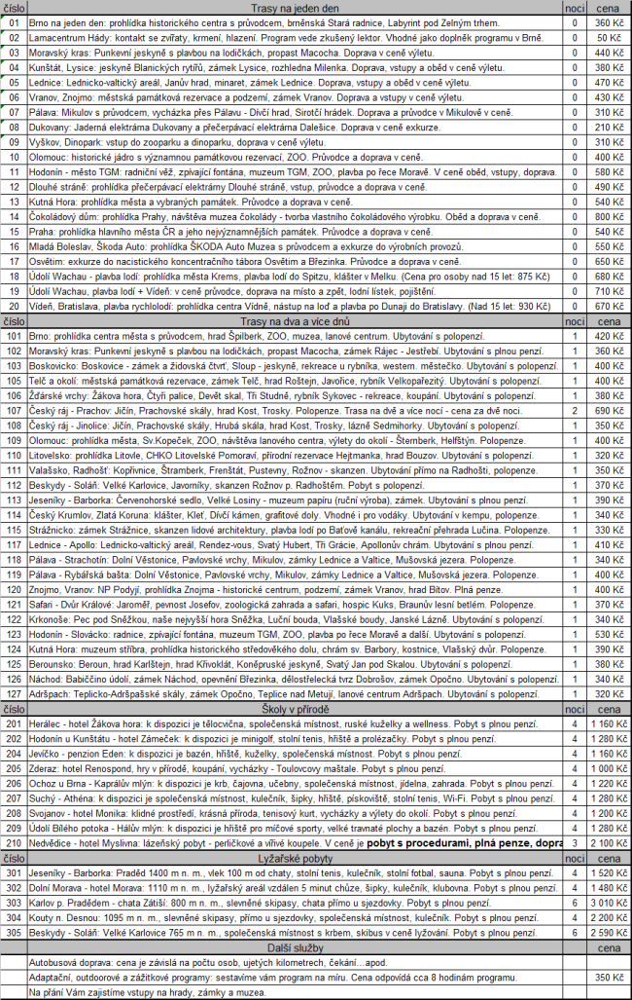 číslo Trasy na jeden den noci cena
01 Brno na jeden den: prohlídka historického centra s průvodcem, brněnská Stará radnice, Labyrint pod Zelným trhem. 0 360 Kč
02 Lamacentrum Hády: kontakt se zvířaty, krmení, hlazení. Program vede zkušený lektor. Vhodné jako doplněk programu v Brně. 0 50 Kč
03 Moravský kras: Punkevní jeskyně s plavbou na lodičkách, propast Macocha. Doprava v ceně výletu. 0 440 Kč
04 Kunštát, Lysice: jeskyně Blanických rytířů, zámek Lysice, rozhledna Milenka. Doprava, vstupy a oběd v ceně výletu. 0 380 Kč
05 Lednice: Lednicko-valtický areál, Janův hrad, minaret, zámek Lednice. Doprava, vstupy a oběd v ceně výletu. 0 470 Kč
06 Vranov, Znojmo: městská památková rezervace a podzemí, zámek Vranov. Doprava a vstupy v ceně výletu. 0 430 Kč
07 Pálava: Mikulov s průvodcem, vycházka přes Pálavu - Dívčí hrad, Sirotčí hrádek. Doprava a průvodce v Mikulově v ceně. 0 310 Kč
08 Dukovany: Jaderná elektrárna Dukovany a přečerpávací elektrárna Dalešice. Doprava v ceně exkurze. 0 210 Kč
09 Vyškov, Dinopark: vstup do zooparku a dinoparku, doprava v ceně výletu. 0 310 Kč
10 Olomouc: historické jádro s významnou památkovou rezervací, ZOO. Průvodce a doprava v ceně. 0 400 Kč
11 Hodonín - město TGM: radniční věž, zpívající fontána, muzeum TGM, ZOO, plavba po řece Moravě. V ceně oběd, vstupy, doprava. 0 580 Kč
12 Dlouhé stráně: prohlídka přečerpávací elektrárny Dlouhé stráně, vstup, průvodce a doprava v ceně. 0 490 Kč
13 Kutná Hora: prohlídka města a vybraných památek. Průvodce a doprava v ceně. 0 540 Kč
14 Čokoládový dům: prohlídka Prahy, návštěva muzea čokolády - tvorba vlastního čokoládového výrobku. Oběd a doprava v ceně. 0 800 Kč
15 Praha: prohlídka hlavního města ČR a jeho nejvýznamnějších památek. Průvodce a doprava v ceně. 0 540 Kč
16 Mladá Boleslav, Škoda Auto: prohlídka ŠKODA Auto Muzea s průvodcem a exkurze do výrobních provozů. 0 550 Kč
17 Osvětim: exkurze do nacistického koncentračního tábora Osvětim a Březinka. Průvodce a doprava v ceně. 0 650 Kč
18 Údolí Wachau - plavba lodí: prohlídka města Krems, plavba lodí do Spitzu, klášter v Melku. (Cena pro osoby nad 15 let: 875 Kč) 0 680 Kč
19 Údolí Wachau, plavba lodí + Vídeň: v ceně průvodce, doprava na místo a zpět, lodní lístek, pojištění. 0 710 Kč
20 Vídeň, Bratislava, plavba rychlolodí: prohlídka centra Vídně, nástup na loď a plavba po Dunaji do Bratislavy. (Nad 15 let: 930 Kč) 0 670 Kč
číslo Trasy na dva a více dnů noci cena
101 Brno: prohlídka centra města s průvodcem, hrad Špilberk, ZOO, muzea, lanové centrum. Ubytování s polopenzí. 1 420 Kč
102 Moravský kras: Punkevní jeskyně s plavbou na lodičkách, propast Macocha, zámek Rájec - Jestřebí. Ubytování s plnou penzí. 1 360 Kč
103 Boskovicko: Boskovice - zámek a židovská čtvrť, Sloup - jeskyně, rekreace u rybníka, western. městečko. Ubytování s polopenzí. 1 400 Kč
105 Telč a okolí: městská památková rezervace, zámek Telč, hrad Roštejn, Javořice, rybník Velkopařezitý. Ubytování s polopenzí. 1 400 Kč
106 Žďárské vrchy: Žákova hora, Čtyři palice, Devět skal, Tři Studně, rybník Sykovec - rekreace, koupání. Ubytování s polopenzí. 1 380 Kč
107 Český ráj - Prachov: Jičín, Prachovské skály, hrad Kost, Trosky. Polopenze. Trasa na dvě a více nocí - cena za dvě noci. 2 690 Kč
108 Český ráj - Jinolice: Jičín, Prachovské skály, Hrubá skála, hrad Kost, Trosky, lázně Sedmihorky. Ubytování s polopenzí. 1 350 Kč
109 Olomouc: prohlídka města, Sv.Kopeček, ZOO, návštěva lanového centra, výlety do okolí - Šternberk, Helfštýn. Polopenze. 1 400 Kč
110 Litovelsko: prohlídka Litovle, CHKO Litovelské Pomoraví, přírodní rezervace Hejtmanka, hrad Bouzov. Ubytování s polopenzí. 1 320 Kč
111 Valašsko, Radhošť: Kopřivnice, Štramberk, Frenštát, Pustevny, Rožnov - skanzen. Ubytování přímo na Radhošti, polopenze. 1 350 Kč
112 Beskydy - Soláň: Velké Karlovice, Javorníky, skanzen Rožnov p. Radhoštěm. Pobyt s polopenzí. 1 370 Kč
113 Jeseníky - Barborka: Červenohorské sedlo, Velké Losiny - muzeum papíru (ruční výroba), zámek. Ubytování s plnou penzí. 1 390 Kč
114 Český Krumlov, Zlatá Koruna: klášter, Kleť, Dívčí kámen, grafitové doly. Vhodné i pro vodáky. Ubytování v kempu, polopenze. 1 340 Kč
115 Strážnicko: zámek Strážnice, skanzen lidové architektury, plavba lodí po Baťově kanálu, rekreační přehrada Lučina. Polopenze. 1 330 Kč
117 Lednice - Apollo: Lednicko-valtický areál, Rendez-vous, Svatý Hubert, Tři Grácie, Apollonův chrám. Ubytování s plnou penzí. 1 410 Kč
118 Pálava - Strachotín: Dolní Věstonice, Pavlovské vrchy, Mikulov, zámky Lednice a Valtice, Mušovská jezera. Polopenze. 1 340 Kč
119 Pálava - Rybářská bašta: Dolní Věstonice, Pavlovské vrchy, Mikulov, zámky Lednice a Valtice, Mušovská jezera. Polopenze. 1 400 Kč
120 Znojmo, Vranov: NP Podyjí, prohlídka Znojma - historické centrum, podzemí, zámek Vranov, hrad Bítov. Plná penze. 1 400 Kč
121 Safari - Dvůr Králové: Jaroměř, pevnost Josefov, zoologická zahrada a safari, hospic Kuks, Braunův lesní betlém. Polopenze. 1 370 Kč
122 Krkonoše: Pec pod Sněžkou, naše nejvyšší hora Sněžka, Luční bouda, Vlašské boudy, Janské Lázně. Ubytování s polopenzí. 1 340 Kč
123 Hodonín - Slovácko: radnice, zpívající fontána, muzeum TGM, ZOO, plavba po řece Moravě a další. Ubytování s polopenzí. 1 530 Kč
124 Kutná Hora: muzeum stříbra, prohlídka historického středověkého dolu, chrám sv. Barbory, kostnice, Vlašský dvůr. Polopenze. 1 390 Kč
125 Berounsko: Beroun, hrad Karlštejn, hrad Křivoklát, Koněpruské jeskyně, Svatý Jan pod Skalou. Ubytování s polopenzí. 1 380 Kč
126 Náchod: Babiččino údolí, zámek Náchod, opevnění Březinka, dělostřelecká tvrz Dobrošov, zámek Opočno. Ubytování s polopenzí. 1 340 Kč
127 Adršpach: Teplicko-Adršpašské skály, zámek Opočno, Teplice nad Metují, lanové centrum Adršpach. Ubytování s polopenzí. 1 320 Kč
číslo Školy v přírodě noci cena
201 Herálec - hotel Žákova hora: k dispozici je tělocvična, společenská místnost, ruské kuželky a wellness. Pobyt s plnou penzí. 4 1 160 Kč
202 Hodonín u Kunštátu - hotel Zámeček: k dispozici je minigolf, stolní tenis, hřiště a prolézačky. Pobyt s plnou penzí. 4 1 280 Kč
204 Jevíčko - penzion Eden: k dispozici je bazén, hřiště, kuželky, společenská místnost. Pobyt s plnou penzí. 4 1 160 Kč
205 Zderaz: hotel Renospond, hry v přírodě, koupání, vycházky - Toulovcovy maštale. Pobyt s plnou penzí. 4 1 000 Kč
206 Ochoz u Brna - Kaprálův mlýn: k dispozici je krb, čajovna, učebny, společenská místnost, jídelna, zahrada. Pobyt s plnou penzí. 4 1 220 Kč
207 Suchý - Athéna: k dispozici je společenská místnost, kulečník, šipky, hřiště, pískoviště, stolní tenis, Wi-Fi. Pobyt s plnou penzí. 4 1 280 Kč
208 Svojanov - hotel Monika: klidné prostředí, krásná příroda, tenisový kurt, vycházky a výlety do okolí. Pobyt s plnou penzí. 4 1 200 Kč
209 Údolí Bílého potoka - Hálův mlýn: k dispozici je hřiště pro míčové sporty, velké travnaté plochy a bazén. Pobyt s plnou penzí. 4 1 280 Kč
210 Nedvědice - hotel Myslivna: lázeňský pobyt - perličkové a vířivé koupele. V ceně je pobyt s procedurami, plná penze, dopra 3 2 100 Kč
číslo Lyžařské pobyty noci cena
301 Jeseníky - Barborka: Praděd 1400 m n. m., vlek 100 m od chaty, stolní tenis, kulečník, stolní fotbal, sauna. Pobyt s plnou penzí. 4 1 520 Kč
302 Dolní Morava - hotel Morava: 1110 m n. m., lyžařský areál vzdálen 5 minut chůze, šipky, kulečník, klubovna. Pobyt s plnou penzí. 4 1 480 Kč
303 Karlov p. Pradědem - chata Zátiší: 800 m n. m., slevněné skipasy, chata přímo u sjezdovky. Pobyt s plnou penzí. 6 3 010 Kč
304 Kouty n. Desnou: 1095 m n. m., slevněné skipasy, přímo u sjezdovky, společenská místnost, kulečník. Pobyt s plnou penzí. 4 2 200 Kč
305 Beskydy - Soláň: Velké Karlovice 765 m n. m., společenská místnost s krbem, skibus v ceně lyžování. Pobyt s plnou penzí. 6 2 590 Kč
Další služby cena
Autobusová doprava: cena je závislá na počtu osob, ujetých kilometrech, čekání...apod.
Adaptační, outdoorové a zážitkové programy: sestavíme vám program na míru. Cena odpovídá cca 8 hodinám programu. 350 Kč
Na přání Vám zajistíme vstupy na hrady, zámky a muzea.